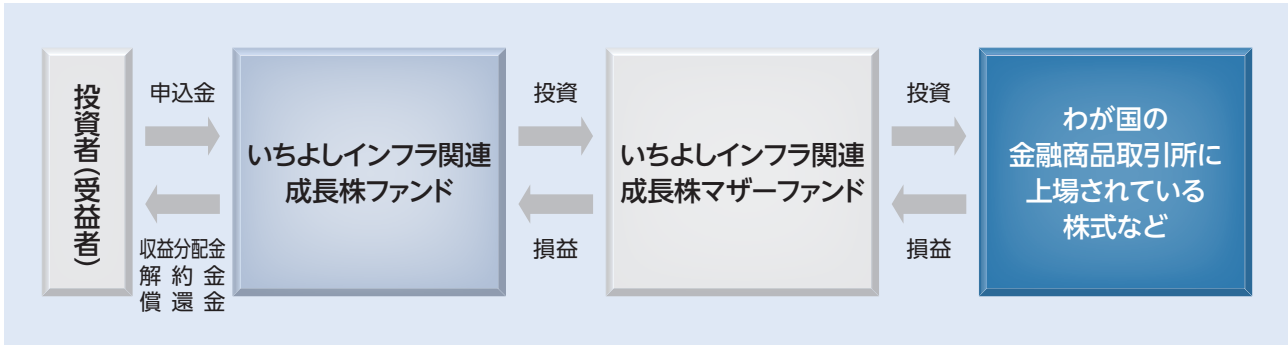 投資者(受益者)
申込金
収益分配金
解約金
償還金
いちよしインフラ関連
成長株ファンド
投資
損益
いちよしインフラ関連
成長株マザーファンド
投資
損益
わが国の
金融商品取引所に
上場されている
株式など